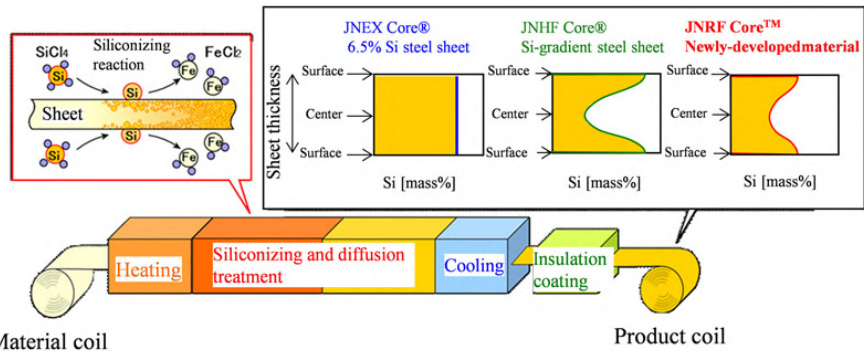 SiCl4
Siliconizing
reaction
FeCl2
Si
Si
Fe
Fe
Sheet
Si
Si
Fe
Fe
JNEX Core®
6.5% Si steel sheet
JNHF Core®
Si-gradient steel sheet
JNRF Core™
Newly-developedmaterial
Sheet thickness
Surface
Center
Surface
Si [mass%]
Surface
Center
Surface
Si [mass%]
Surface
Center
Surface
Si [mass%]
Heating
Siliconizing and diffusion
treatment
Cooling
Insulation
coating
Material coil
Product coil